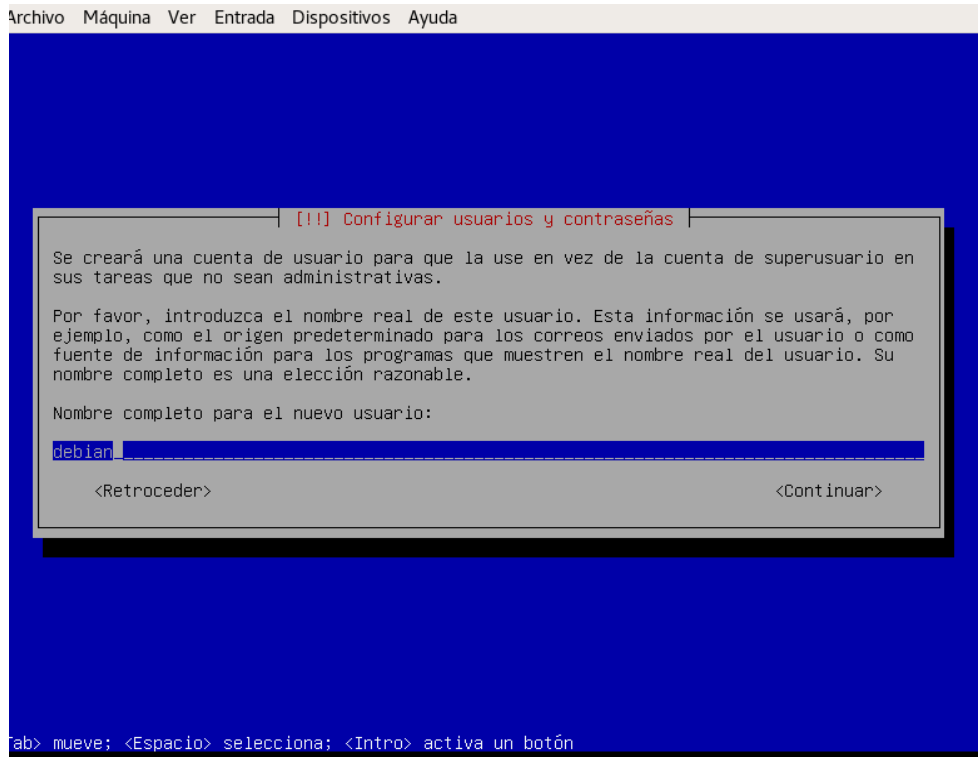 Archivo Máquina Ver Entrada Dispositivos Ayuda
[!!] Configurar usuarios y contraseñas
Se creará una cuenta de usuario para que la use en vez de la cuenta de superusuario en
sus tareas que no sean administrativas.
Por favor, introduzca el nombre real de este usuario. Esta información se usará, por
ejemplo, como el origen predeterminado para los correos enviados por el usuario o como
fuente de información para los programas que muestren el nombre real del usuario. Su
nombre completo es una elección razonable.
Nombre completo para el nuevo usuario:
debian
<Retroceder> <Continuar>
Tab> mueve; <Espacio> selecciona; <Intro> activa un botón